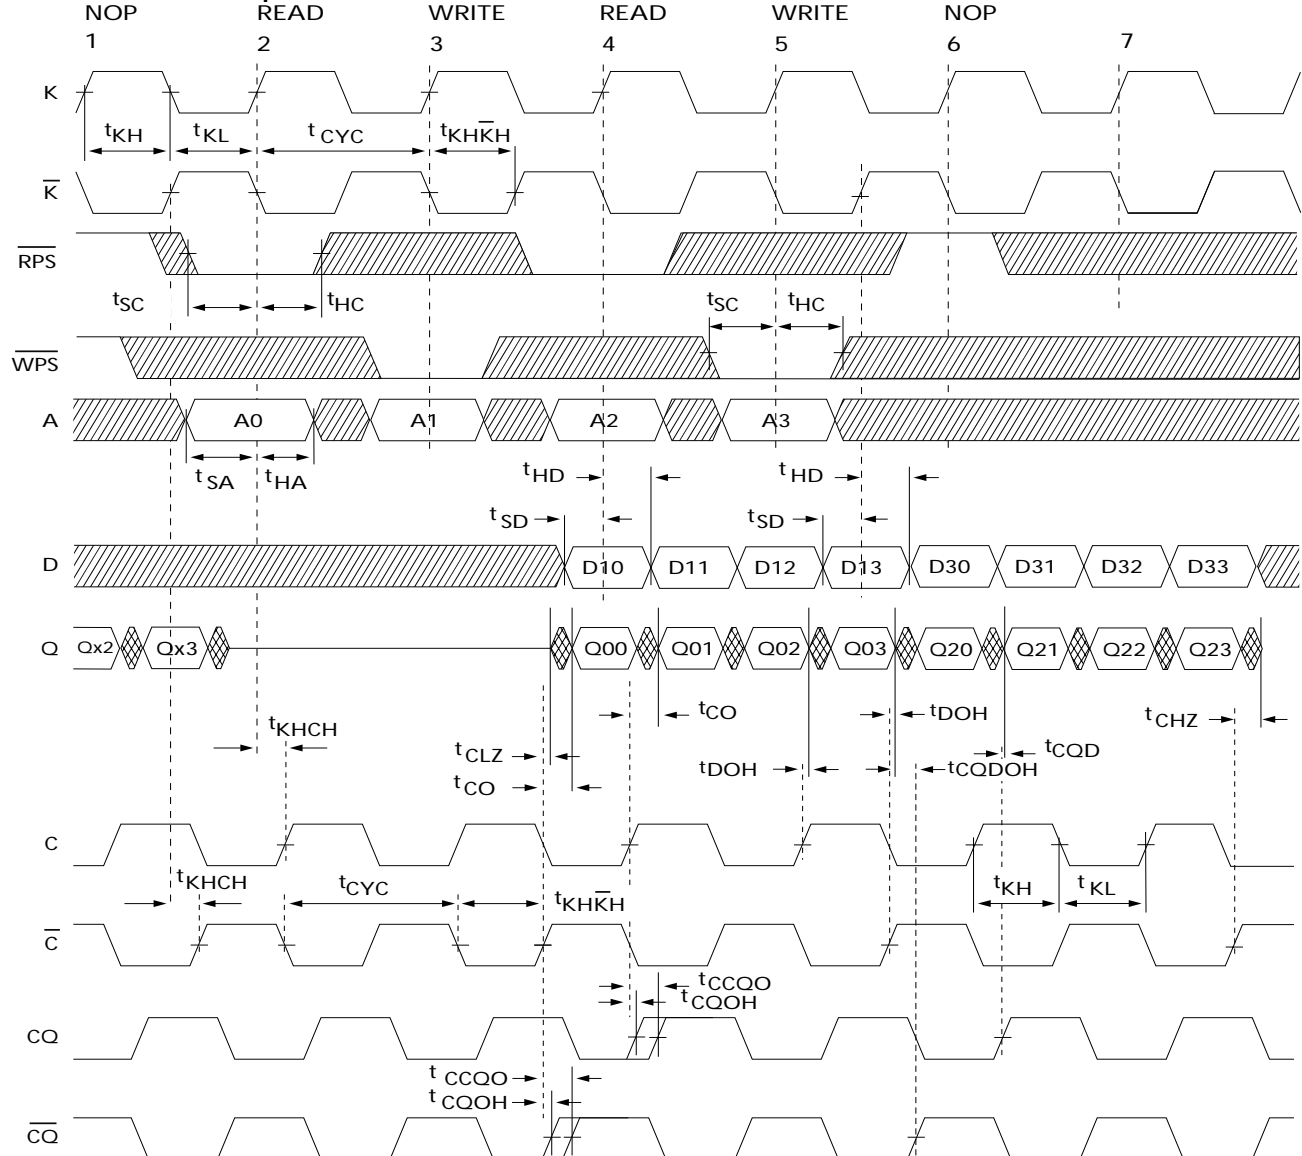 NOP READ WRITE READ WRITE NOP
1 2 3 4 5 6 7
K
tKH tKL tCYC tKHK̅H
K̅
R̅P̅S̅
tSC tHC tSC tHC
W̅P̅S̅
A A0 A1 A2 A3
tSA tHA tHD tHD
tSD tSD
D D10 D11 D12 D13 D30 D31 D32 D33
Q Qx2 Qx3 Q00 Q01 Q02 Q03 Q20 Q21 Q22 Q23
tKHCH tCO tDOH tCHZ
tCLZ tDOH tCQDOH tCQD
tCO
C
tKHCH tCYC tKHK̅H tKH tKL
C̅
tCCQO
tCQOH
CQ
tCCQO
tCQOH
C̅Q̅